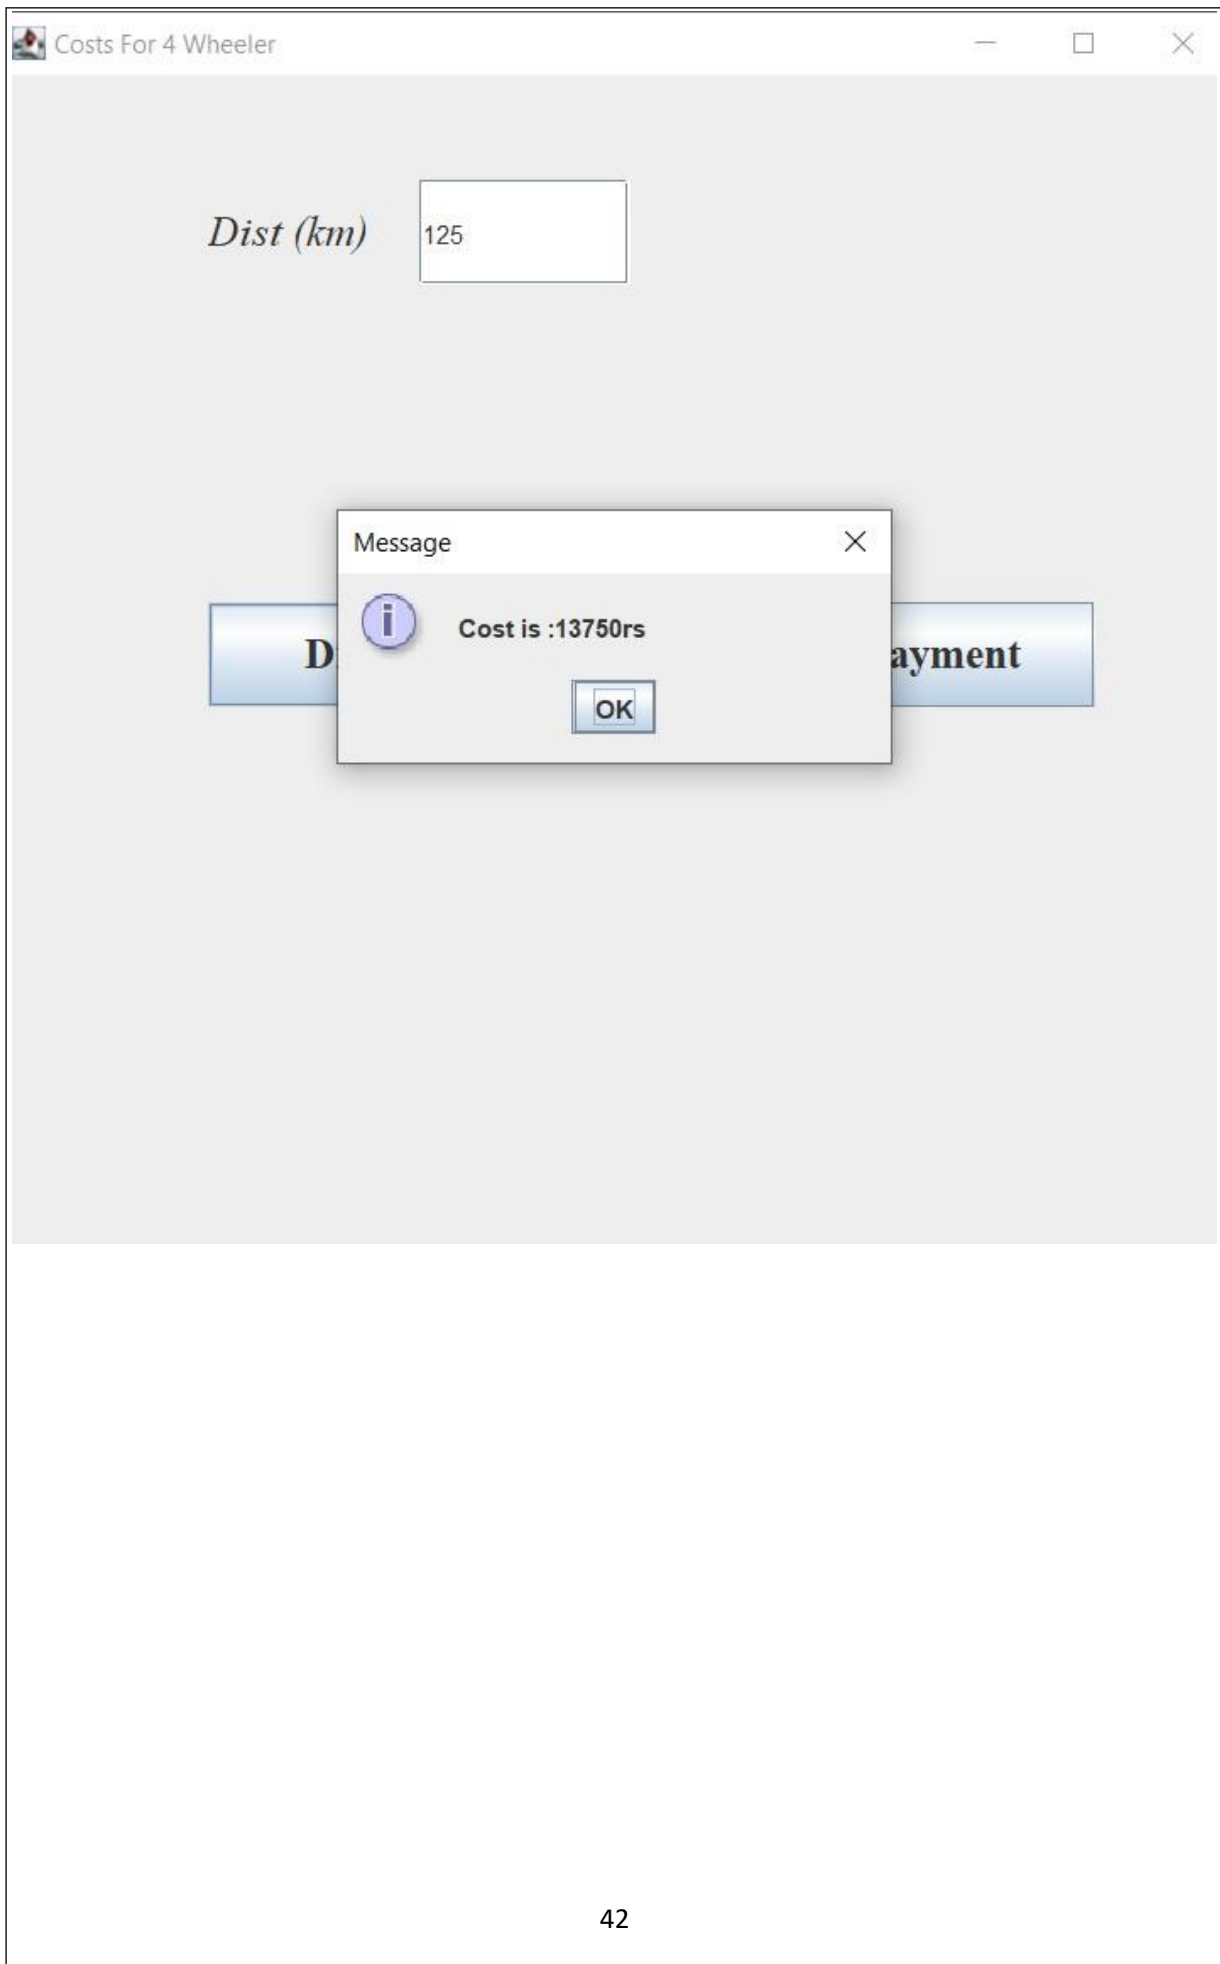 Costs For 4 Wheeler
Dist (km) 125
Message
Cost is :13750rs
D ayment
OK
42